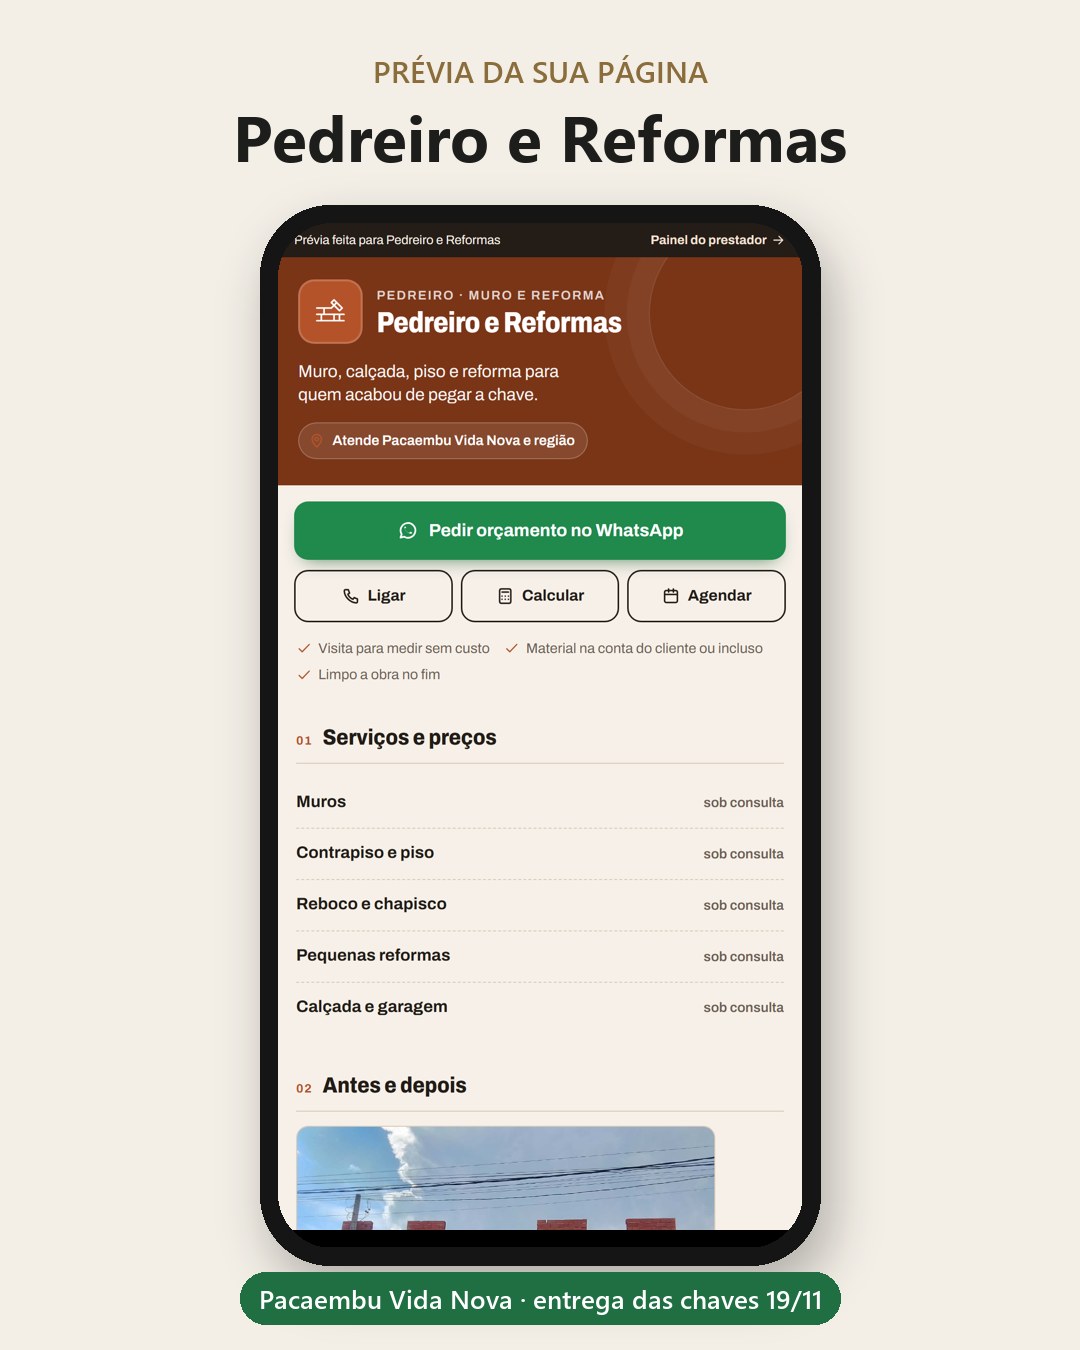 PRÉVIA DA SUA PÁGINA
Pedreiro e Reformas
Prévia feita para Pedreiro e Reformas
Painel do prestador →
PEDREIRO · MURO E REFORMA
Pedreiro e Reformas
Muro, calçada, piso e reforma para
quem acabou de pegar a chave.
Atende Pacaembu Vida Nova e região
Pedir orçamento no WhatsApp
Ligar
Calcular
Agendar
Visita para medir sem custo
Material na conta do cliente ou incluso
Limpo a obra no fim
01 Serviços e preços
Muros sob consulta
Contrapiso e piso sob consulta
Reboco e chapisco sob consulta
Pequenas reformas sob consulta
Calçada e garagem sob consulta
02 Antes e depois
Pacaembu Vida Nova · entrega das chaves 19/11